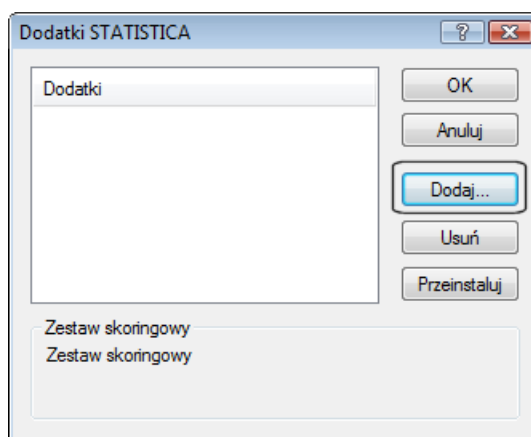 Dodatki STATISTICA
Dodatki
OK
Anuluj
Dodaj...
Usuń
Przeinstaluj
Zestaw skoringowy
Zestaw skoringowy